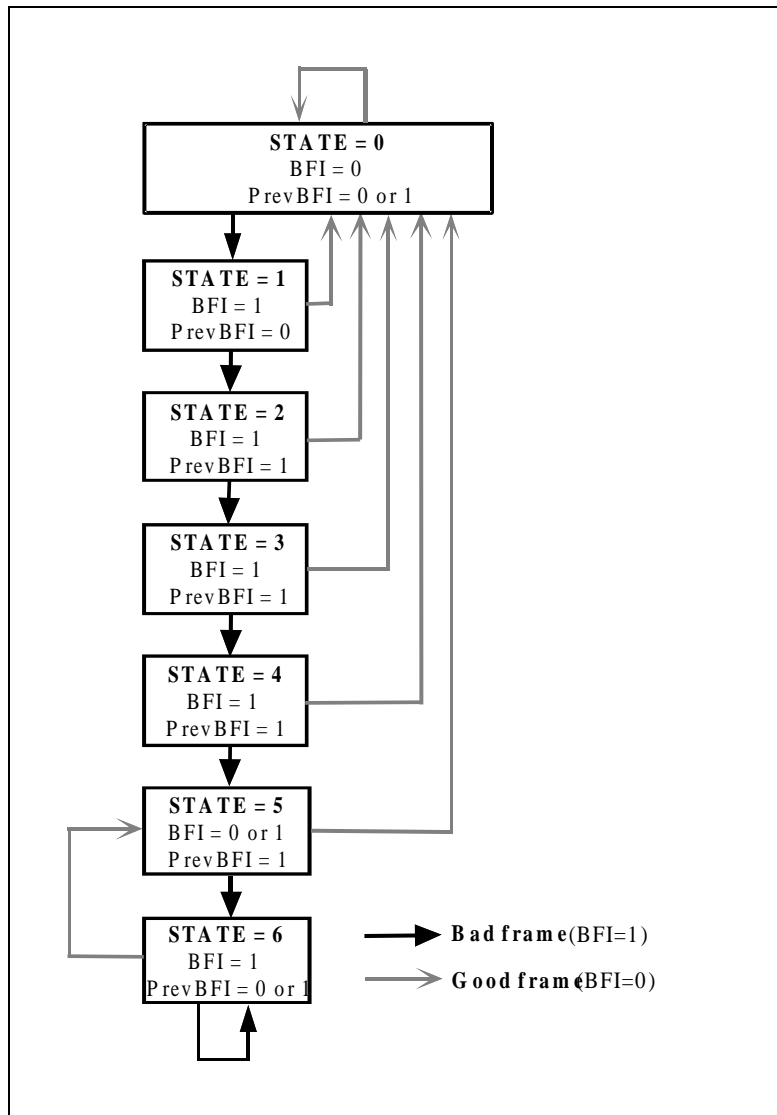 STATE = 0
BFI = 0
PrevBFI = 0 or 1
STATE = 1
BFI = 1
PrevBFI = 0
STATE = 2
BFI = 1
PrevBFI = 1
STATE = 3
BFI = 1
PrevBFI = 1
STATE = 4
BFI = 1
PrevBFI = 1
STATE = 5
BFI = 0 or 1
PrevBFI = 1
STATE = 6
BFI = 1
PrevBFI = 0 or 1
Bad frame (BFI=1)
Good frame (BFI=0)